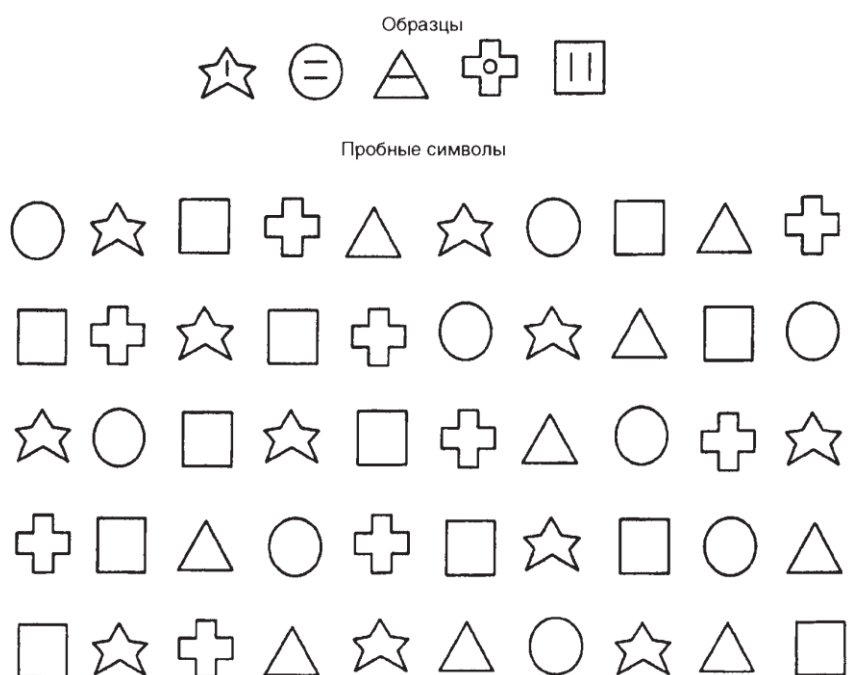 Образцы
Пробные символы